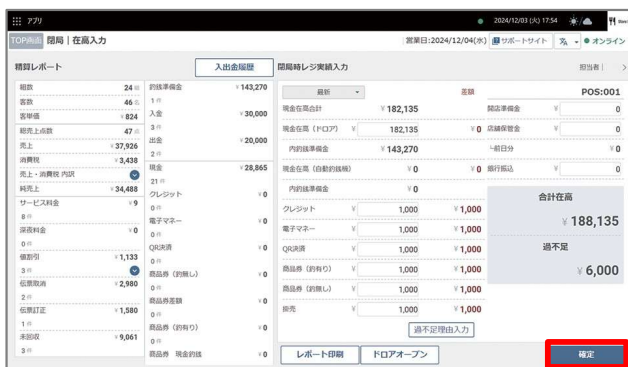 アプリ
2024/12/03 (火) 17:54
TOP画面 閉局｜在高入力
営業日:2024/12/04(水) サポートサイト オンライン
精算レポート
入出金履歴
組数 24 組
客数 46 名
客単価 ¥824
総売上点数 47 点
売上 ¥37,926
消費税 ¥3,438
売上・消費税 内訳
純売上 ¥34,488
サービス料金 ¥9
8 件
深夜料金 ¥0
0 件
値割引 ¥1,133
3 件
伝票取消 ¥2,980
2 件
伝票訂正 ¥1,580
1 件
未回収 ¥9,061
3 件
釣銭準備金 ¥143,270
1 件
入金 ¥30,000
3 件
出金 ¥20,000
2 件
現金 ¥28,865
21 件
クレジット ¥0
0 件
電子マネー ¥0
0 件
QR決済 ¥0
0 件
商品券（釣無し） ¥0
0 件
商品券差額 ¥0
0 件
商品券（釣有り） ¥0
0 件
商品券 現金釣銭 ¥0
閉局時レジ実績入力
担当者｜
最新
差額
POS:001
現金在高合計 ¥182,135
現金在高（ドロア） ¥ 182,135 ¥0
内釣銭準備金 ¥143,270
現金在高（自動釣銭機） ¥0 ¥0
内釣銭準備金 ¥0
クレジット ¥ 1,000 ¥1,000
電子マネー ¥ 1,000 ¥1,000
QR決済 ¥ 1,000 ¥1,000
商品券（釣有り） ¥ 1,000 ¥1,000
商品券（釣無し） ¥ 1,000 ¥1,000
掛売 ¥ 1,000 ¥1,000
過不足理由入力
開店準備金 ¥ 0
店舗保管金 ¥ 0
└前日分 ¥0
銀行振込 ¥ 0
合計在高
¥188,135
過不足
¥6,000
レポート印刷
ドロアオープン
確定